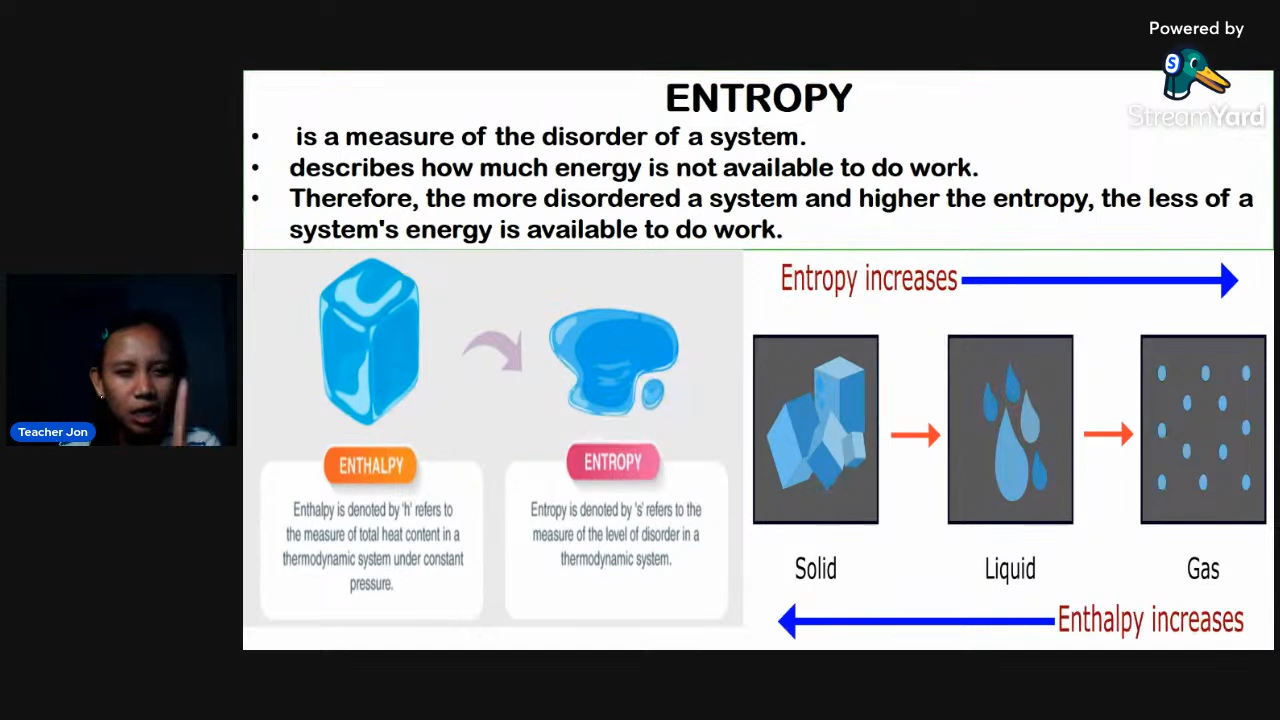 Powered by
StreamYard
ENTROPY
• is a measure of the disorder of a system.
• describes how much energy is not available to do work.
• Therefore, the more disordered a system and higher the entropy, the less of a
system's energy is available to do work.
Entropy increases
Teacher Jon
ENTHALPY
Enthalpy is denoted by 'h' refers to
the measure of total heat content in a
thermodynamic system under constant
pressure.
ENTROPY
Entropy is denoted by 's' refers to the
measure of the level of disorder in a
thermodynamic system.
Solid
Liquid
Gas
Enthalpy increases